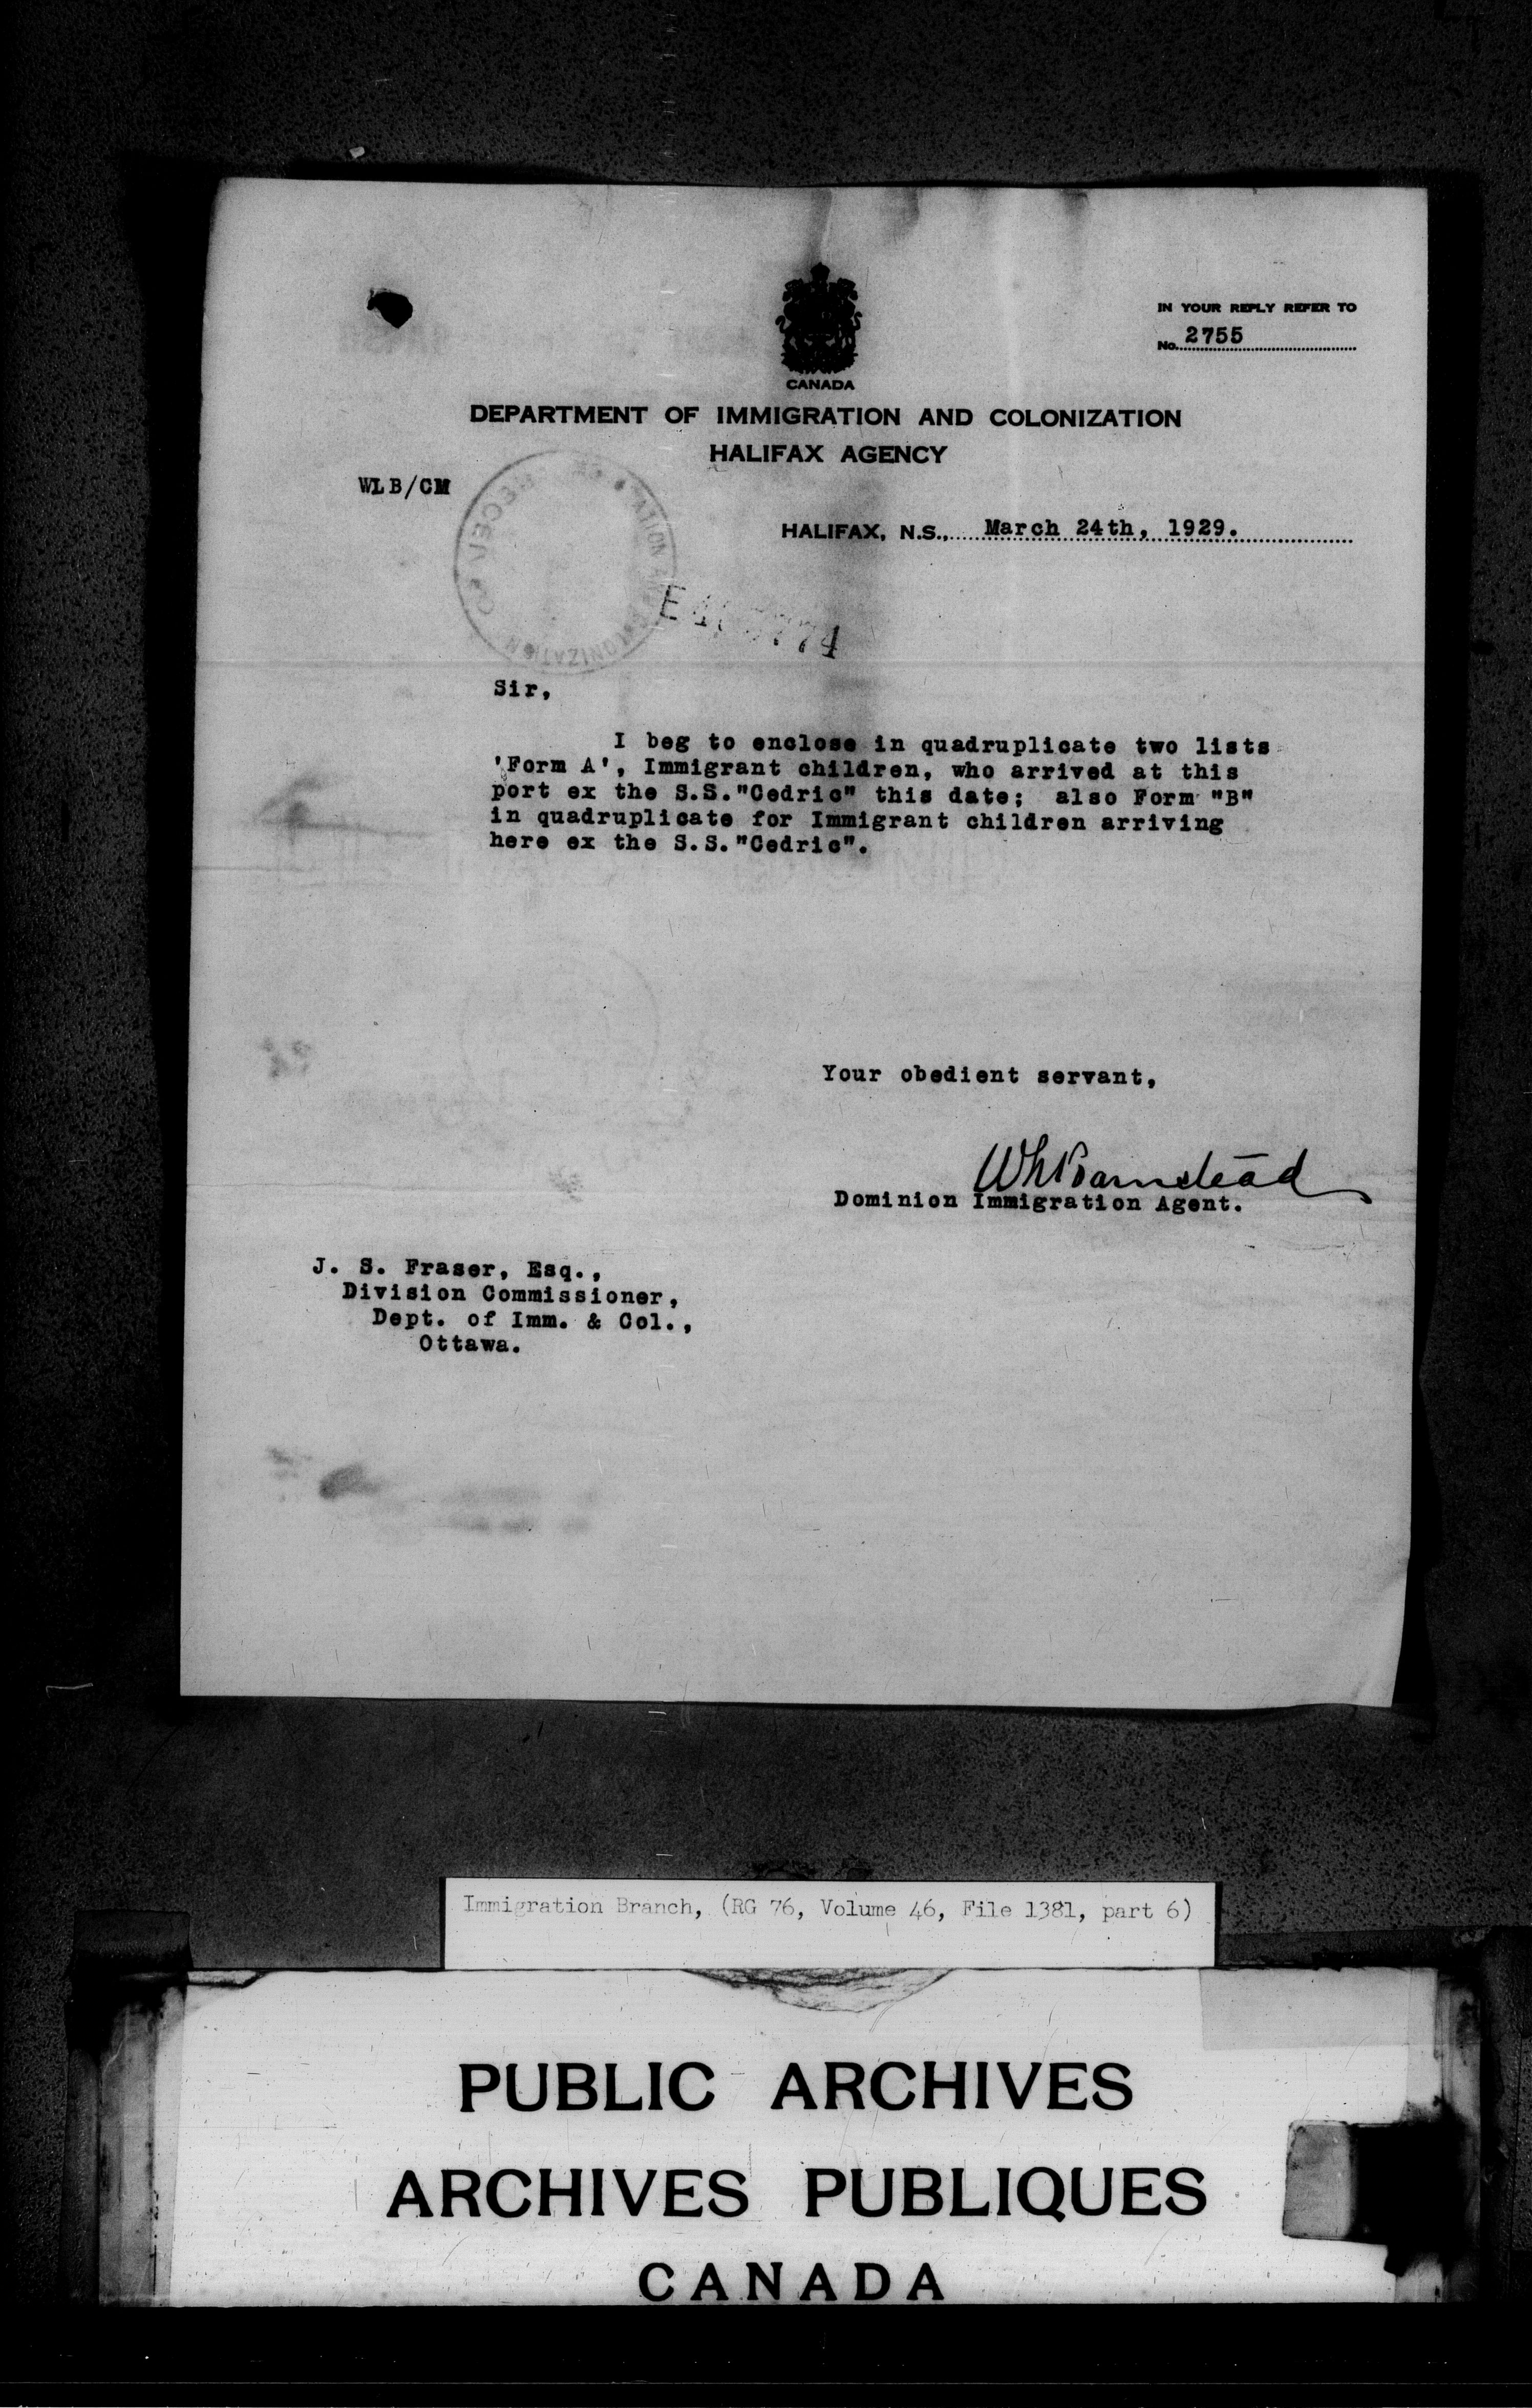 IN YOUR REPLY REFER TO
No. 2755
CANADA
DEPARTMENT OF IMMIGRATION AND COLONIZATION
HALIFAX AGENCY
WLB/CM
HALIFAX, N.S., March 24th, 1929.
Sir,
I beg to enclose in quadruplicate two lists
'Form A', Immigrant children, who arrived at this
port ex the S.S."Cedric" this date; also Form "B"
in quadruplicate for Immigrant children arriving
here ex the S.S."Cedric".
Your obedient servant,
WLBarnstead
Dominion Immigration Agent.
J. S. Fraser, Esq.,
Division Commissioner,
Dept. of Imm. & Col.,
Ottawa.
Immigration Branch, (RG 76, Volume 46, File 1381, part 6)
PUBLIC ARCHIVES
ARCHIVES PUBLIQUES
CANADA